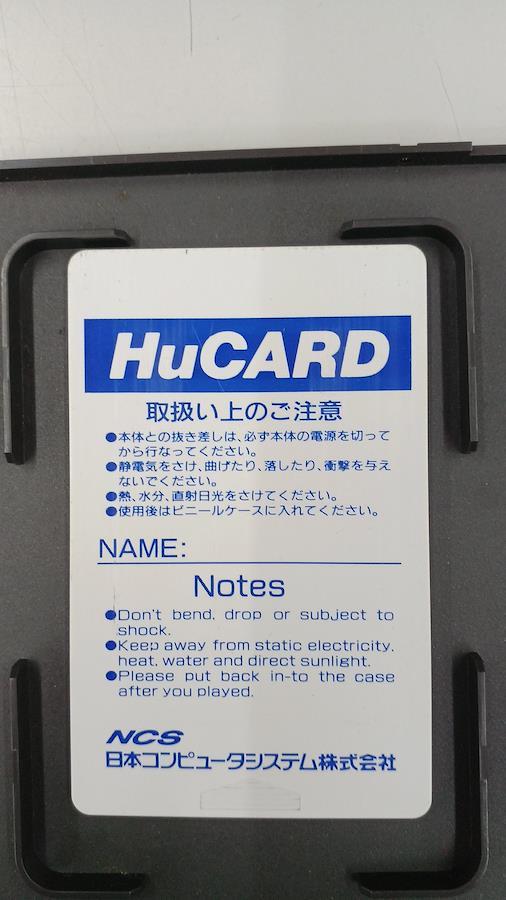 HuCARD
取扱い上のご注意
●本体との抜き差しは、必ず本体の電源を切って
から行なってください。
●静電気をさけ、曲げたり、落したり、衝撃を与え
ないでください。
●熱、水分、直射日光をさけてください。
●使用後はビニールケースに入れてください。
NAME:
Notes
●Don't bend, drop or subject to
shock.
●Keep away from static electricity,
heat, water and direct sunlight.
●Please put back in-to the case
after you played.
NCS
日本コンピュータシステム株式会社